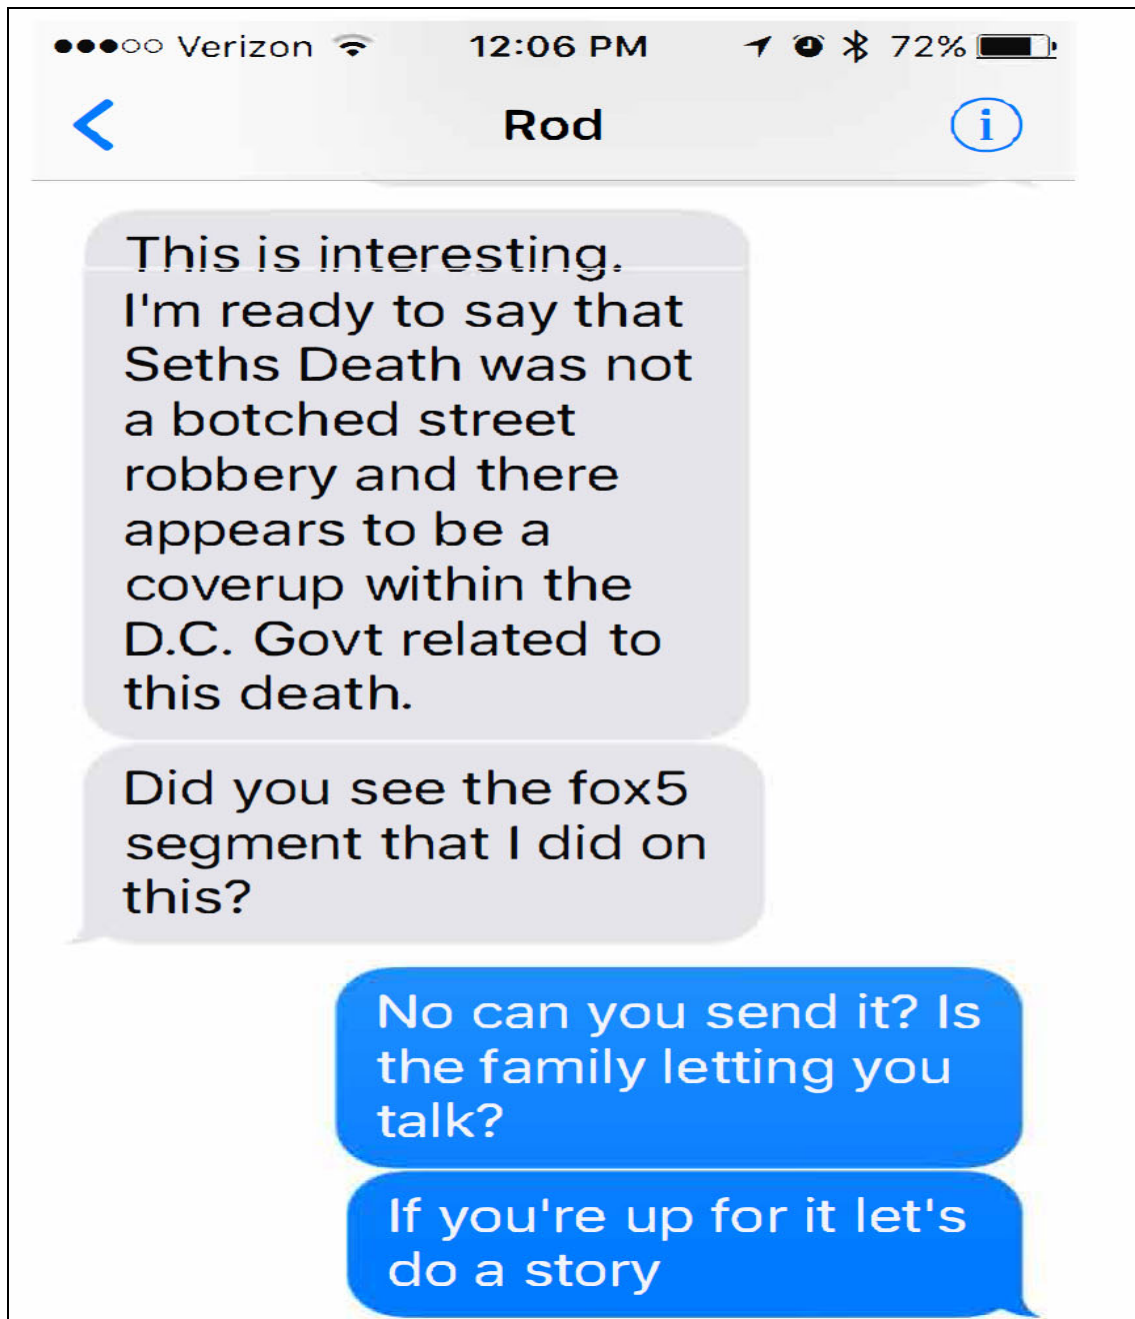 Verizon 12:06 PM 72%
Rod
This is interesting.
I'm ready to say that
Seths Death was not
a botched street
robbery and there
appears to be a
coverup within the
D.C. Govt related to
this death.
Did you see the fox5
segment that I did on
this?
No can you send it? Is
the family letting you
talk?
If you're up for it let's
do a story